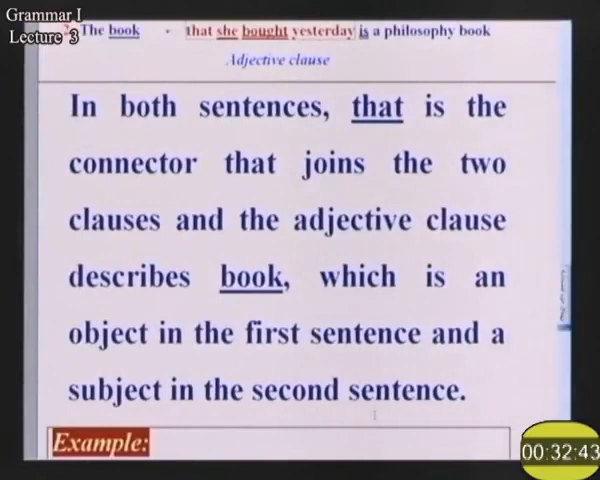 Grammar I
Lecture 3
2. The book - that she bought yesterday is a philosophy book
Adjective clause
In both sentences, that is the
connector that joins the two
clauses and the adjective clause
describes book, which is an
object in the first sentence and a
subject in the second sentence.
Example:
00:32:43